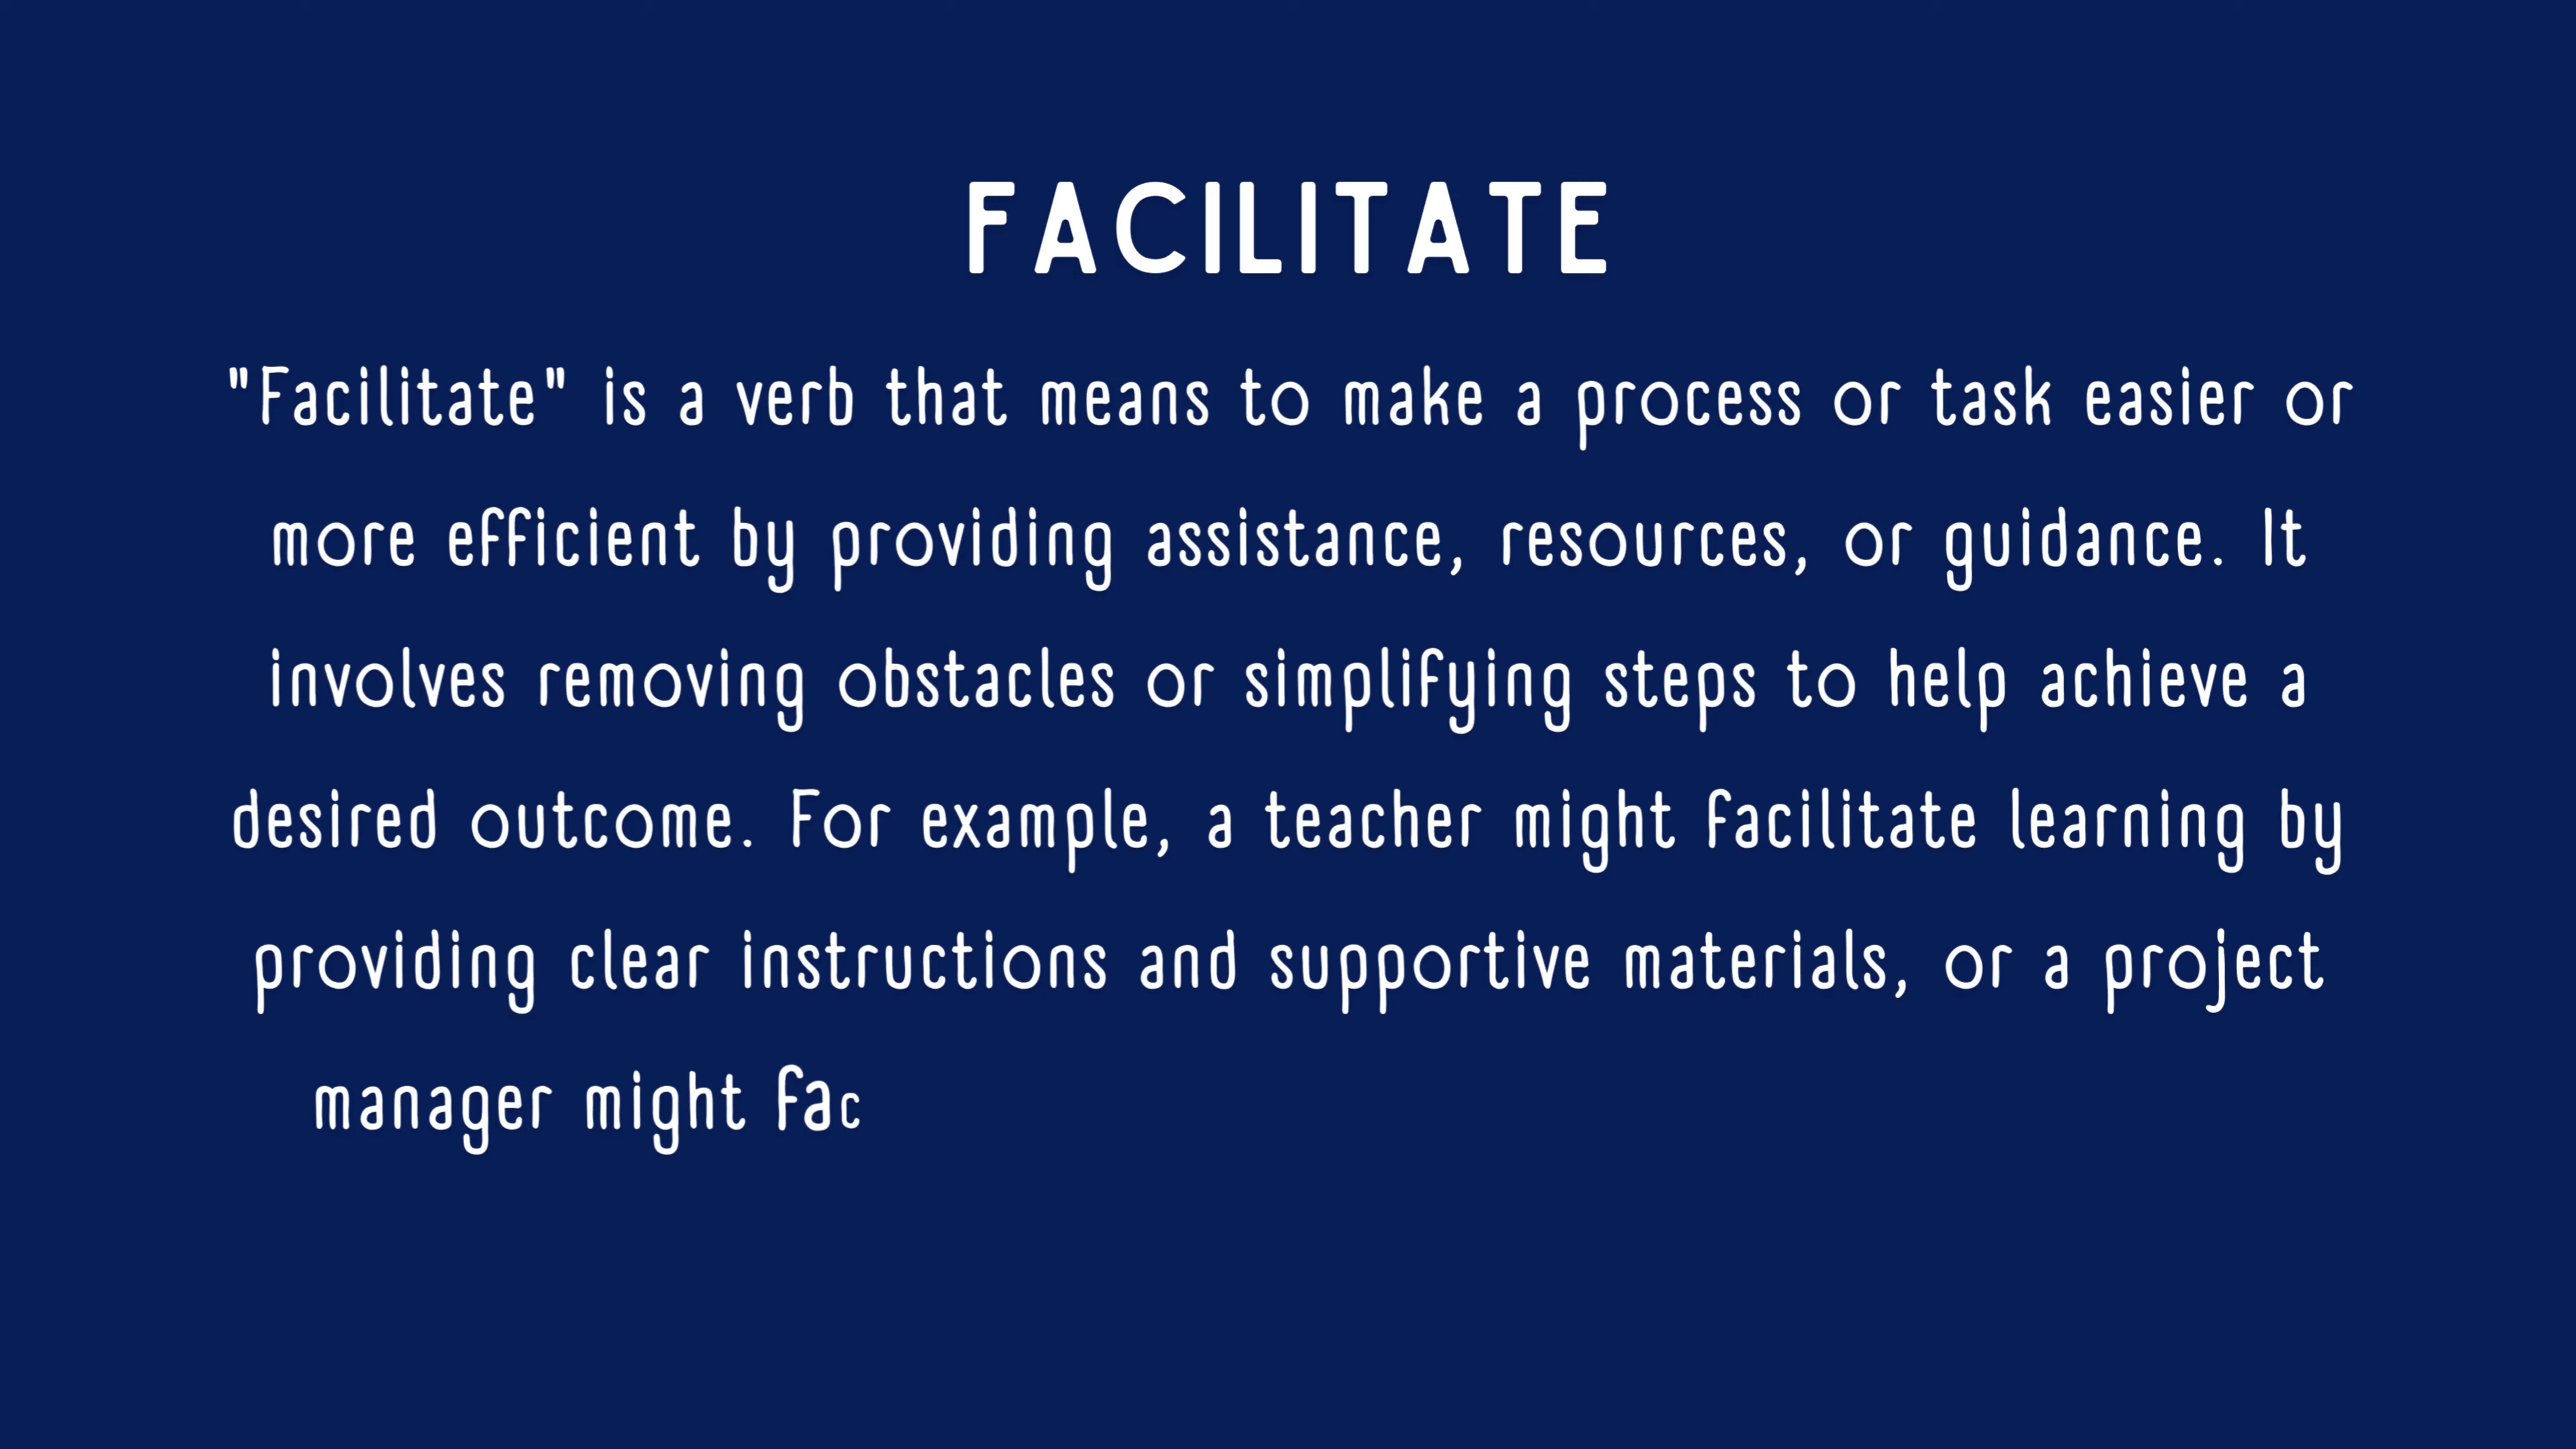 FACILITATE
"Facilitate" is a verb that means to make a process or task easier or
more efficient by providing assistance, resources, or guidance. It
involves removing obstacles or simplifying steps to help achieve a
desired outcome. For example, a teacher might facilitate learning by
providing clear instructions and supportive materials, or a project
manager might fac